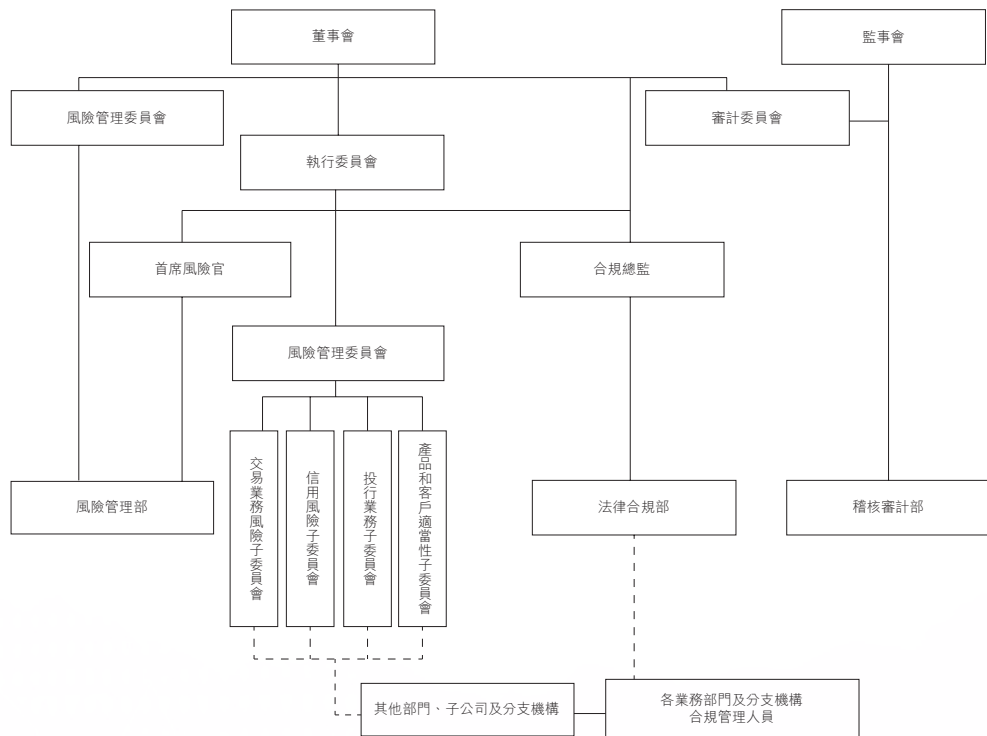 董事會
監事會
風險管理委員會
審計委員會
執行委員會
首席風險官
合規總監
風險管理委員會
交易業務風險子委員會
信用風險子委員會
投行業務子委員會
產品和客戶適當性子委員會
風險管理部
法律合規部
稽核審計部
其他部門、子公司及分支機構
各業務部門及分支機構
合規管理人員